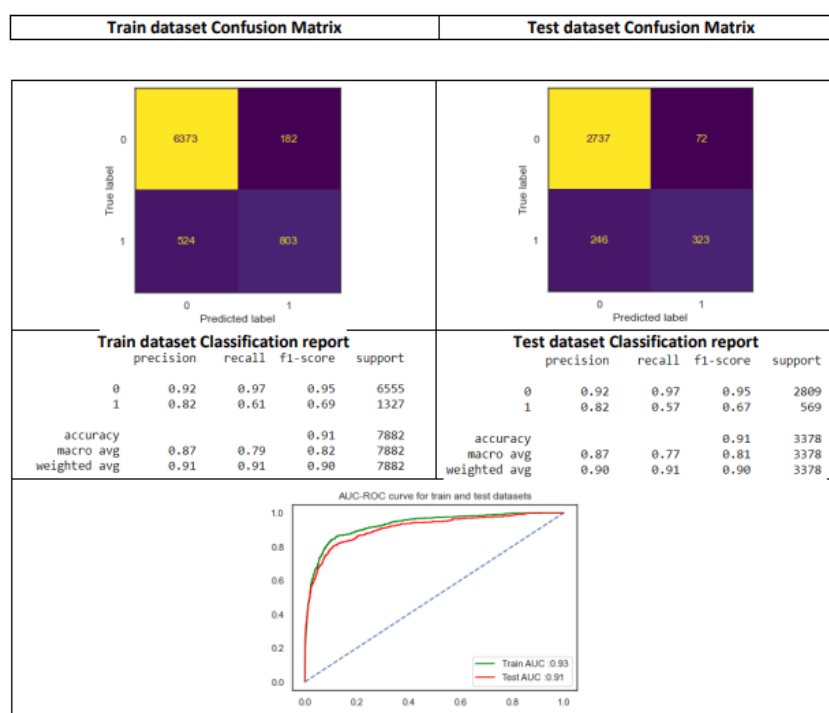 Train dataset Confusion Matrix
Test dataset Confusion Matrix
0
6373
182
True label
1
524
803
0 1
Predicted label
0
2737
72
True label
1
246
323
0 1
Predicted label
Train dataset Classification report
precision recall f1-score support
0 0.92 0.97 0.95 6555
1 0.82 0.61 0.69 1327
accuracy 0.91 7882
macro avg 0.87 0.79 0.82 7882
weighted avg 0.91 0.91 0.90 7882
Test dataset Classification report
precision recall f1-score support
0 0.92 0.97 0.95 2809
1 0.82 0.57 0.67 569
accuracy 0.91 3378
macro avg 0.87 0.77 0.81 3378
weighted avg 0.90 0.91 0.90 3378
AUC-ROC curve for train and test datasets
1.0
0.8
0.6
0.4
0.2
0.0
Train AUC :0.93
Test AUC :0.91
0.0 0.2 0.4 0.6 0.8 1.0